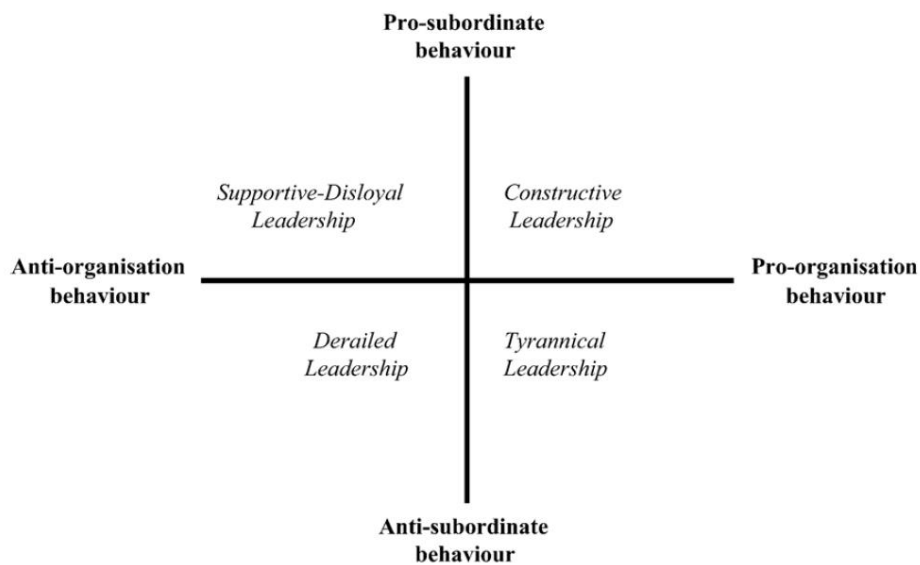 Pro-subordinate
behaviour
Supportive-Disloyal
Leadership
Constructive
Leadership
Anti-organisation
behaviour
Pro-organisation
behaviour
Derailed
Leadership
Tyrannical
Leadership
Anti-subordinate
behaviour